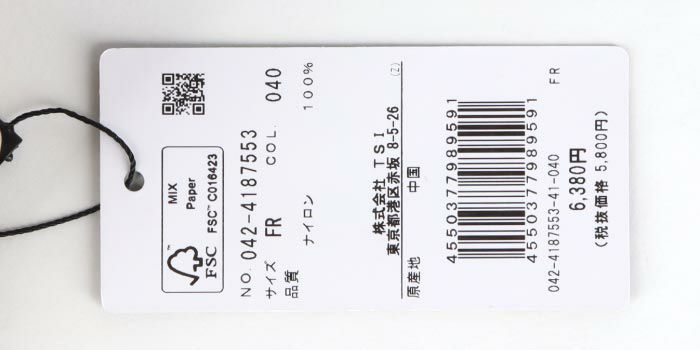 FSC
MIX
Paper
FSC™ C016423
NO. 042-4187553
サイズ FR COL. 040
品質 ナイロン 100%
株式会社 TSI
東京都港区赤坂 8-5-26 (2)
原産地 中国
4550377989591
4550377989591
042-4187553-41-040
FR
6,380円
(税抜価格 5,800円)